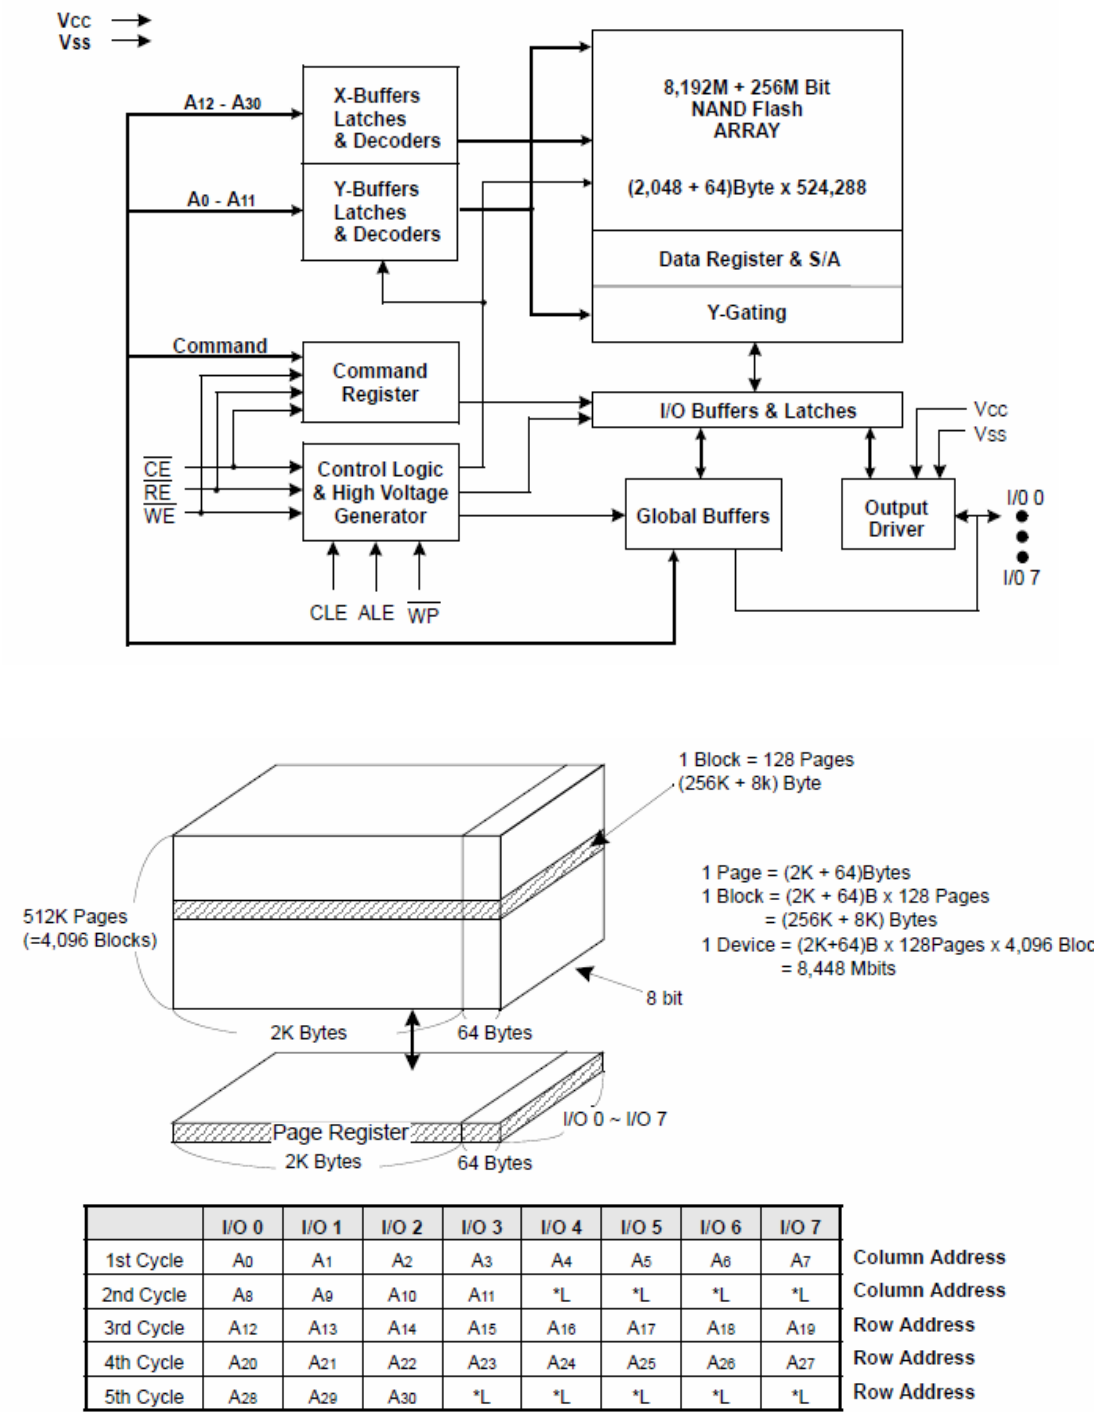 Vcc
Vss
A12 - A30
X-Buffers
Latches
& Decoders
A0 - A11
Y-Buffers
Latches
& Decoders
8,192M + 256M Bit
NAND Flash
ARRAY
(2,048 + 64)Byte x 524,288
Data Register & S/A
Y-Gating
Command
Command
Register
I/O Buffers & Latches
Vcc
Vss
CE
RE
WE
Control Logic
& High Voltage
Generator
Global Buffers
Output
Driver
I/0 0
I/0 7
CLE ALE WP
1 Block = 128 Pages
(256K + 8k) Byte
512K Pages
(=4,096 Blocks)
1 Page = (2K + 64)Bytes
1 Block = (2K + 64)B x 128 Pages
= (256K + 8K) Bytes
1 Device = (2K+64)B x 128Pages x 4,096 Bloc
= 8,448 Mbits
8 bit
2K Bytes 64 Bytes
I/O 0 ~ I/O 7
Page Register
2K Bytes 64 Bytes
I/O 0 I/O 1 I/O 2 I/O 3 I/O 4 I/O 5 I/O 6 I/O 7
1st Cycle A0 A1 A2 A3 A4 A5 A6 A7 Column Address
2nd Cycle A8 A9 A10 A11 *L *L *L *L Column Address
3rd Cycle A12 A13 A14 A15 A16 A17 A18 A19 Row Address
4th Cycle A20 A21 A22 A23 A24 A25 A26 A27 Row Address
5th Cycle A28 A29 A30 *L *L *L *L *L Row Address